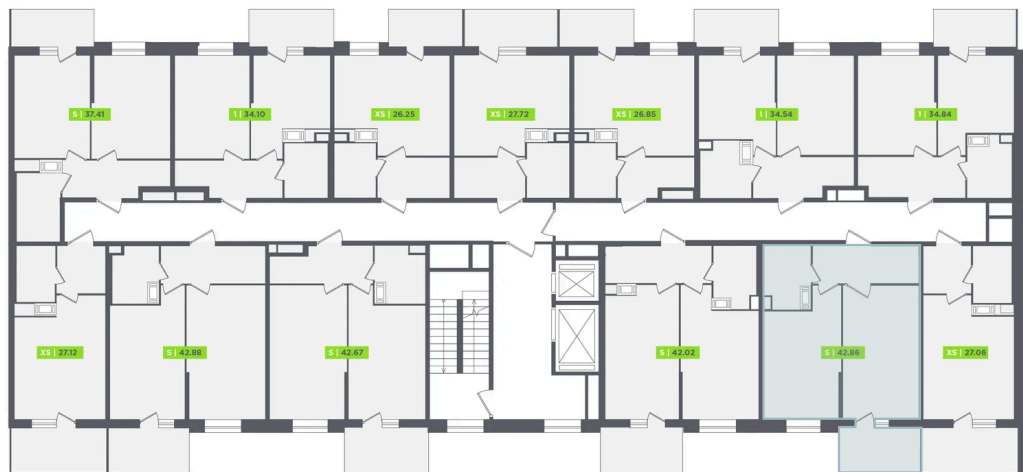 S | 37.41
1 | 34.10
XS | 26.25
XS | 27.72
XS | 26.85
1 | 34.54
1 | 34.84
XS | 27.12
S | 42.88
S | 42.67
S | 42.02
S | 42.86
XS | 27.06